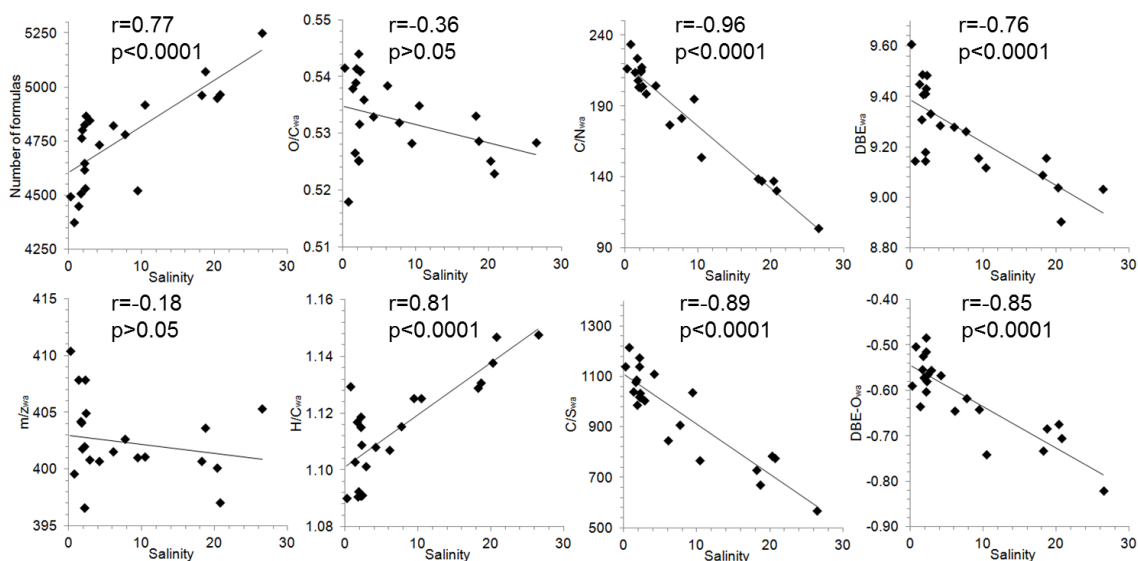 r=0.77
p<0.0001
Number of formulas
5250
5000
4750
4500
4250
0 10 20 30
Salinity
r=-0.36
p>0.05
O/Cwa
0.55
0.54
0.53
0.52
0.51
0 10 20 30
Salinity
r=-0.96
p<0.0001
C/Nwa
240
190
140
90
0 10 20 30
Salinity
r=-0.76
p<0.0001
DBEwa
9.60
9.40
9.20
9.00
8.80
0 10 20 30
Salinity
r=-0.18
p>0.05
m/zwa
415
410
405
400
395
0 10 20 30
Salinity
r=0.81
p<0.0001
H/Cwa
1.16
1.14
1.12
1.10
1.08
0 10 20 30
Salinity
r=-0.89
p<0.0001
C/Swa
1300
1100
900
700
500
0 10 20 30
Salinity
r=-0.85
p<0.0001
DBE-Owa
-0.40
-0.50
-0.60
-0.70
-0.80
-0.90
0 10 20 30
Salinity